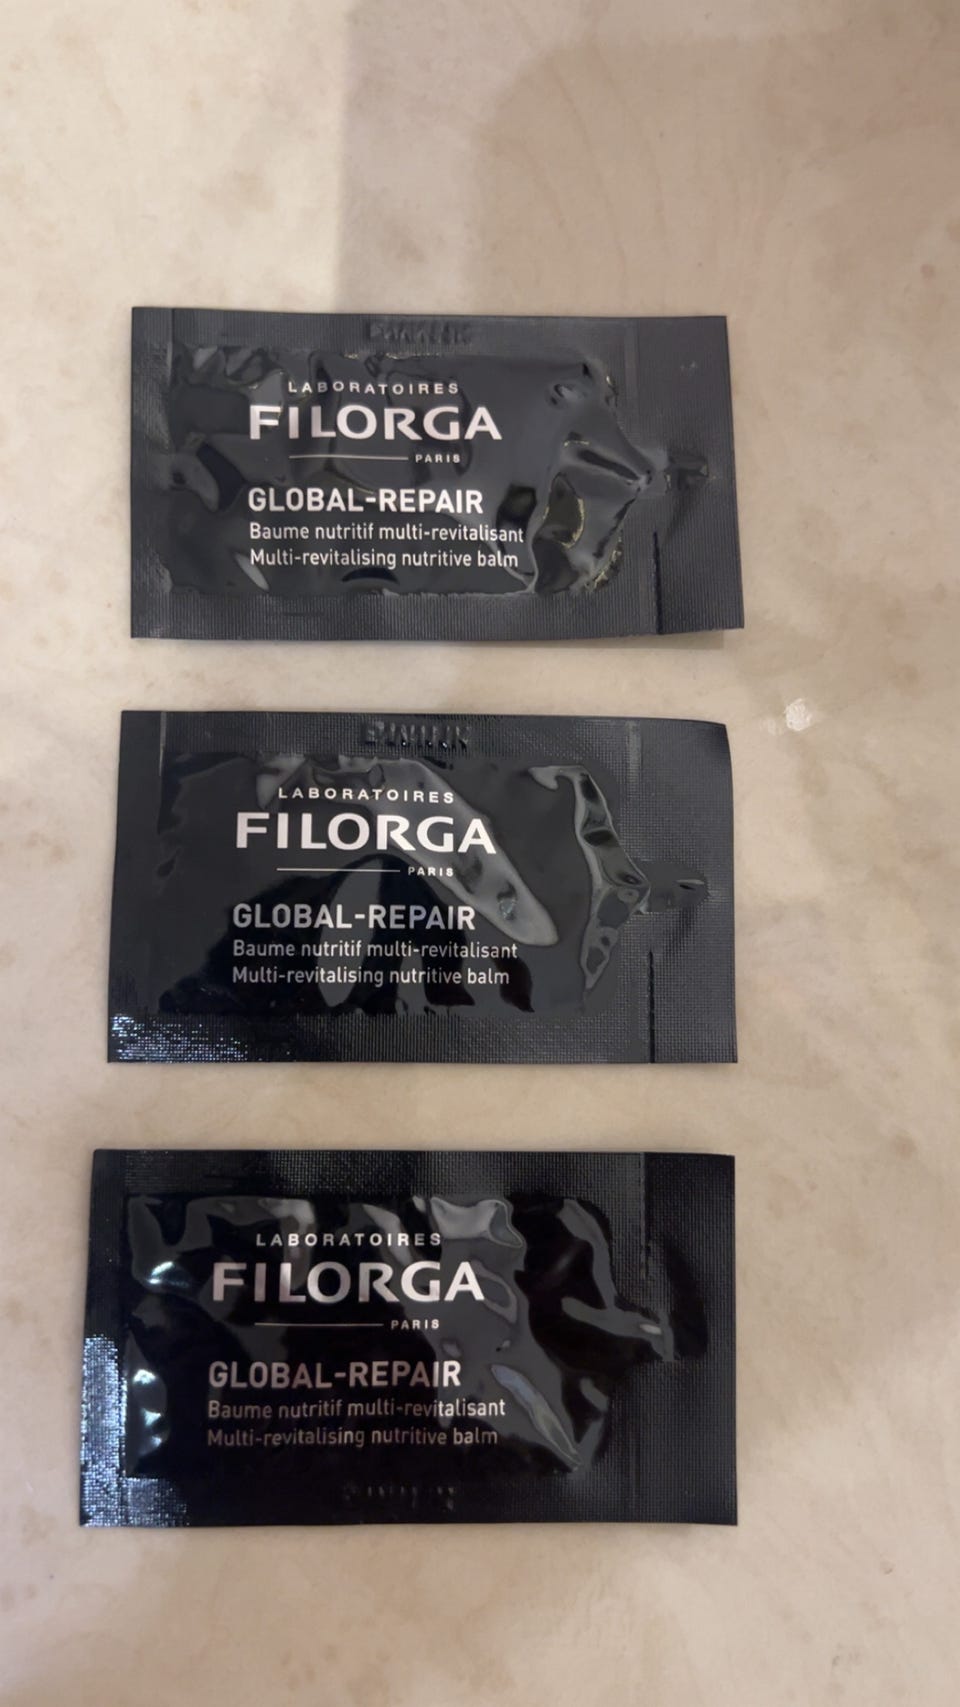 LABORATOIRES
FILORGA
PARIS
GLOBAL-REPAIR
Baume nutritif multi-revitalisant
Multi-revitalising nutritive balm
LABORATOIRES
FILORGA
PARIS
GLOBAL-REPAIR
Baume nutritif multi-revitalisant
Multi-revitalising nutritive balm
LABORATOIRES
FILORGA
PARIS
GLOBAL-REPAIR
Baume nutritif multi-revitalisant
Multi-revitalising nutritive balm